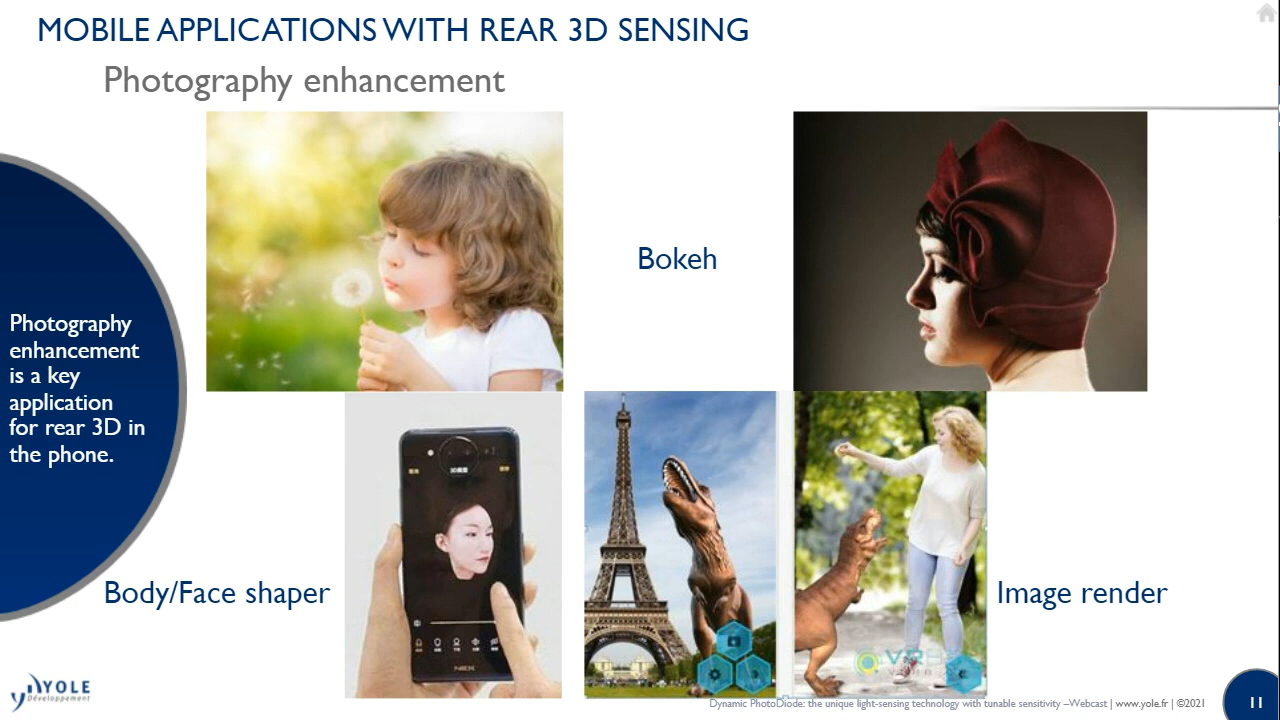 MOBILE APPLICATIONS WITH REAR 3D SENSING
Photography enhancement
Photography
enhancement
is a key
application
for rear 3D in
the phone.
Bokeh
Body/Face shaper
Image render
NEX
YOLE
Développement
Dynamic PhotoDiode: the unique light-sensing technology with tunable sensitivity –Webcast | www.yole.fr | ©2021
11